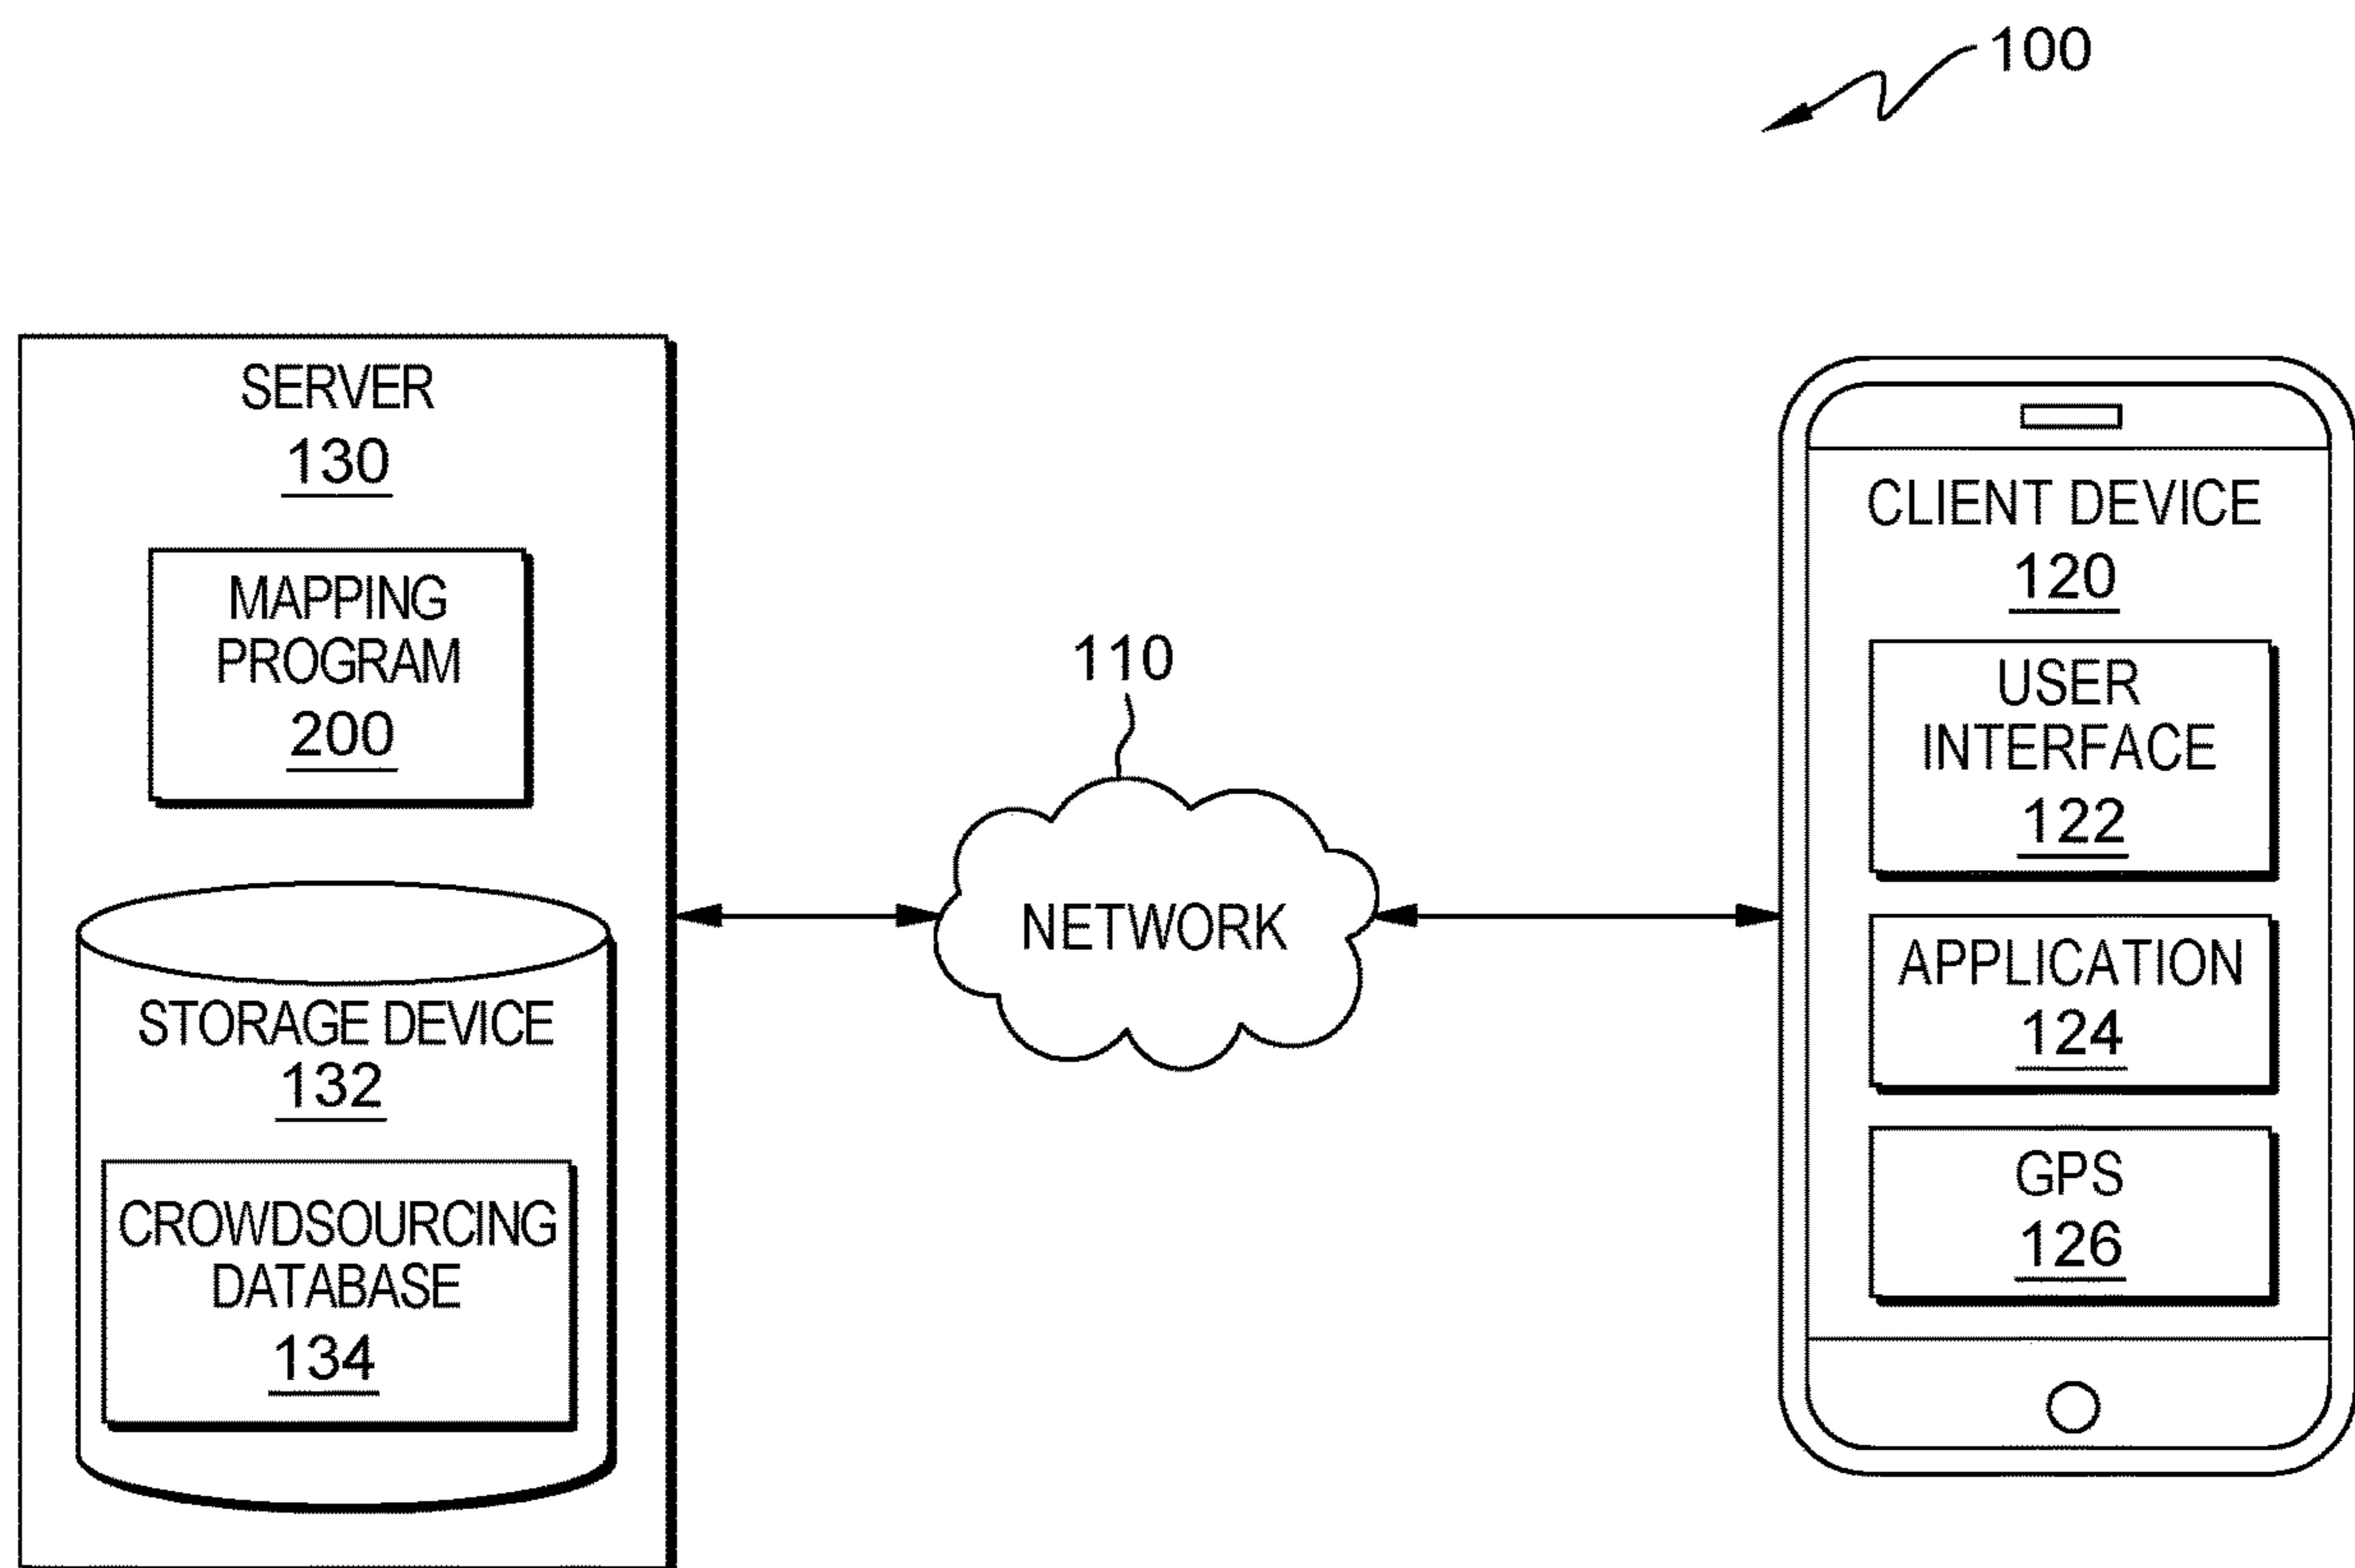 100
SERVER
130
MAPPING
PROGRAM
200
STORAGE DEVICE
132
CROWDSOURCING
DATABASE
134
110
NETWORK
CLIENT DEVICE
120
USER
INTERFACE
122
APPLICATION
124
GPS
126